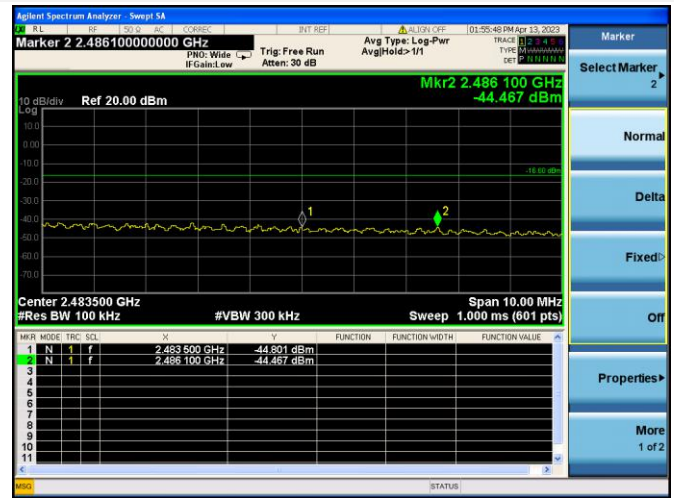 Agilent Spectrum Analyzer - Swept SA
RL RF 50 Ω AC CORREC INT REF ALIGN OFF 01:55:48 PM Apr 13, 2023
Marker 2 2.486100000000 GHz
PNO: Wide
IFGain:Low
Trig: Free Run
Atten: 30 dB
Avg Type: Log-Pwr
Avg|Hold>1/1
TRACE 1 2 3 4 5 6
TYPE
DET P N N N N N
Mkr2 2.486 100 GHz
-44.467 dBm
10 dB/div Ref 20.00 dBm
Log
10.0
0.00
-10.0
-16.60 dBm
-20.0
-30.0
-40.0
-50.0
-60.0
-70.0
1
2
Center 2.483500 GHz Span 10.00 MHz
#Res BW 100 kHz #VBW 300 kHz Sweep 1.000 ms (601 pts)
MKR MODE TRC SCL X Y FUNCTION FUNCTION WIDTH FUNCTION VALUE
1 N 1 f 2.483 500 GHz -44.801 dBm
2 N 1 f 2.486 100 GHz -44.467 dBm
3
4
5
6
7
8
9
10
11
MSG STATUS
Marker
Select Marker
2
Normal
Delta
Fixed
Off
Properties
More
1 of 2